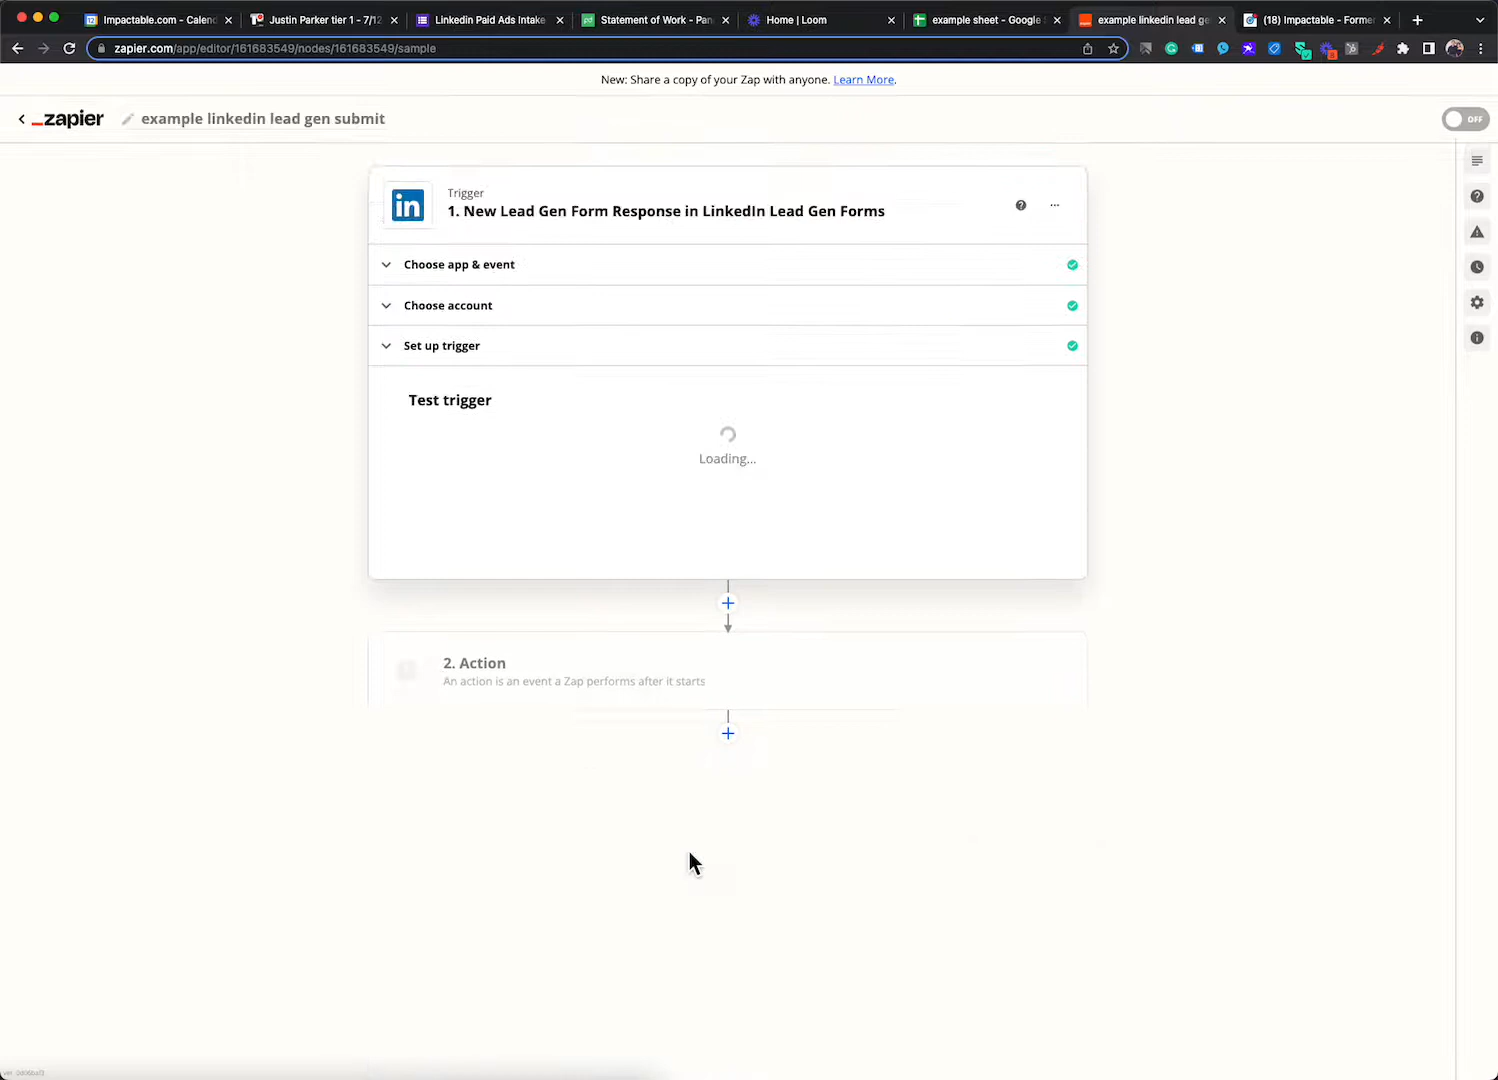 Impactable.com - Calend
Justin Parker tier 1 - 7/12
Linkedin Paid Ads Intake
Statement of Work - Pan
Home | Loom
example sheet - Google
example linkedin lead ge
(18) Impactable - Former
zapier.com/app/editor/161683549/nodes/161683549/sample
New: Share a copy of your Zap with anyone. Learn More.
_zapier
example linkedin lead gen submit
OFF
in
Trigger
1. New Lead Gen Form Response in LinkedIn Lead Gen Forms
Choose app & event
Choose account
Set up trigger
Test trigger
Loading...
2. Action
An action is an event a Zap performs after it starts